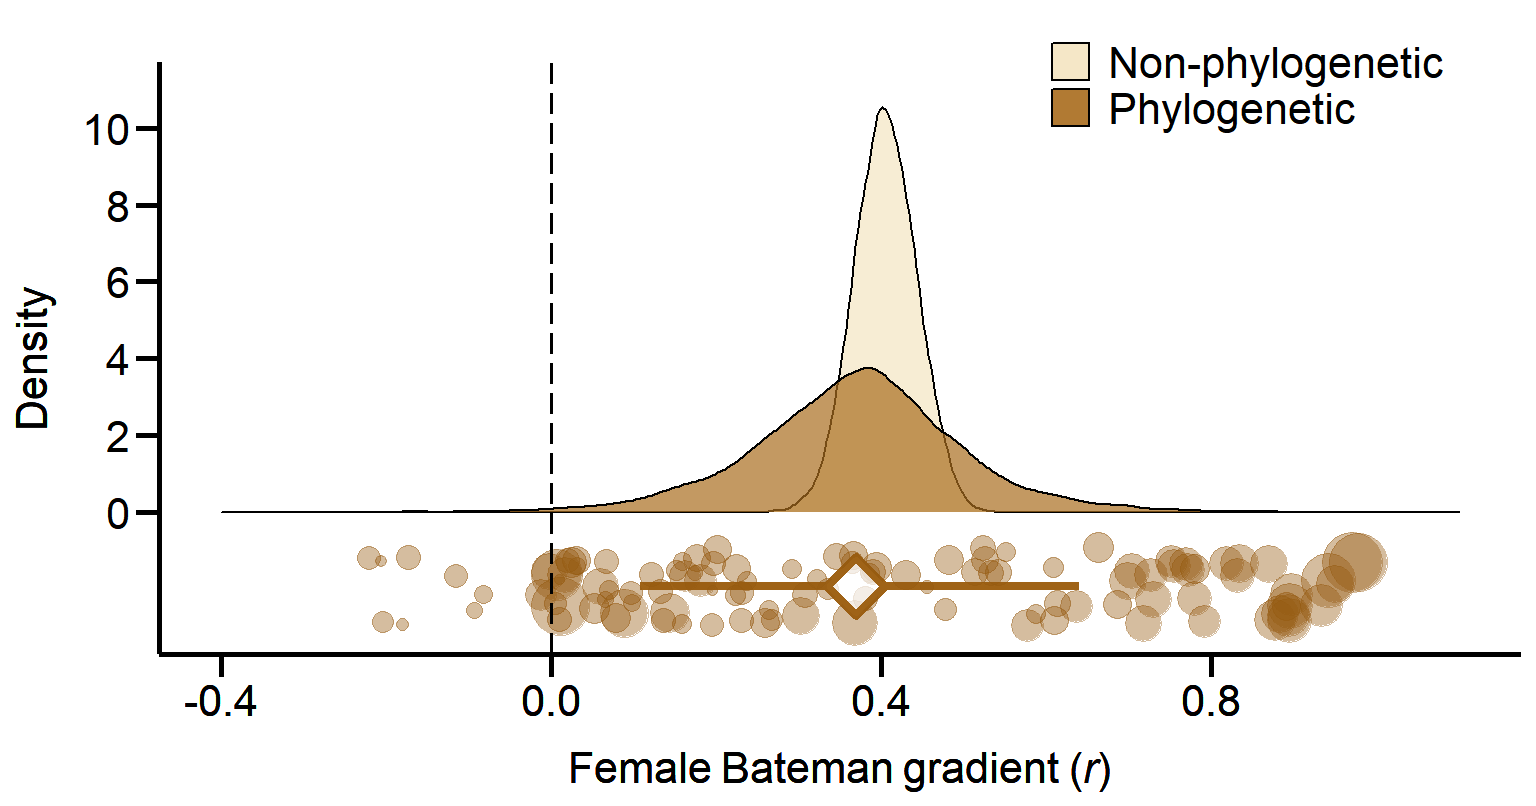 Non-phylogenetic
Phylogenetic
10
8
6
4
2
0
Density
-0.4
0.0
0.4
0.8
Female Bateman gradient (r)